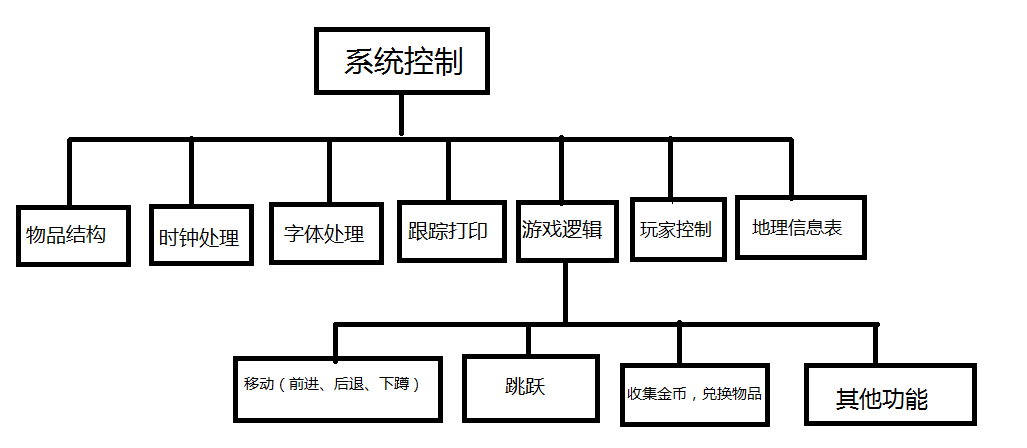 系统控制
物品结构
时钟处理
字体处理
跟踪打印
游戏逻辑
玩家控制
地理信息表
移动（前进、后退、下蹲）
跳跃
收集金币，兑换物品
其他功能